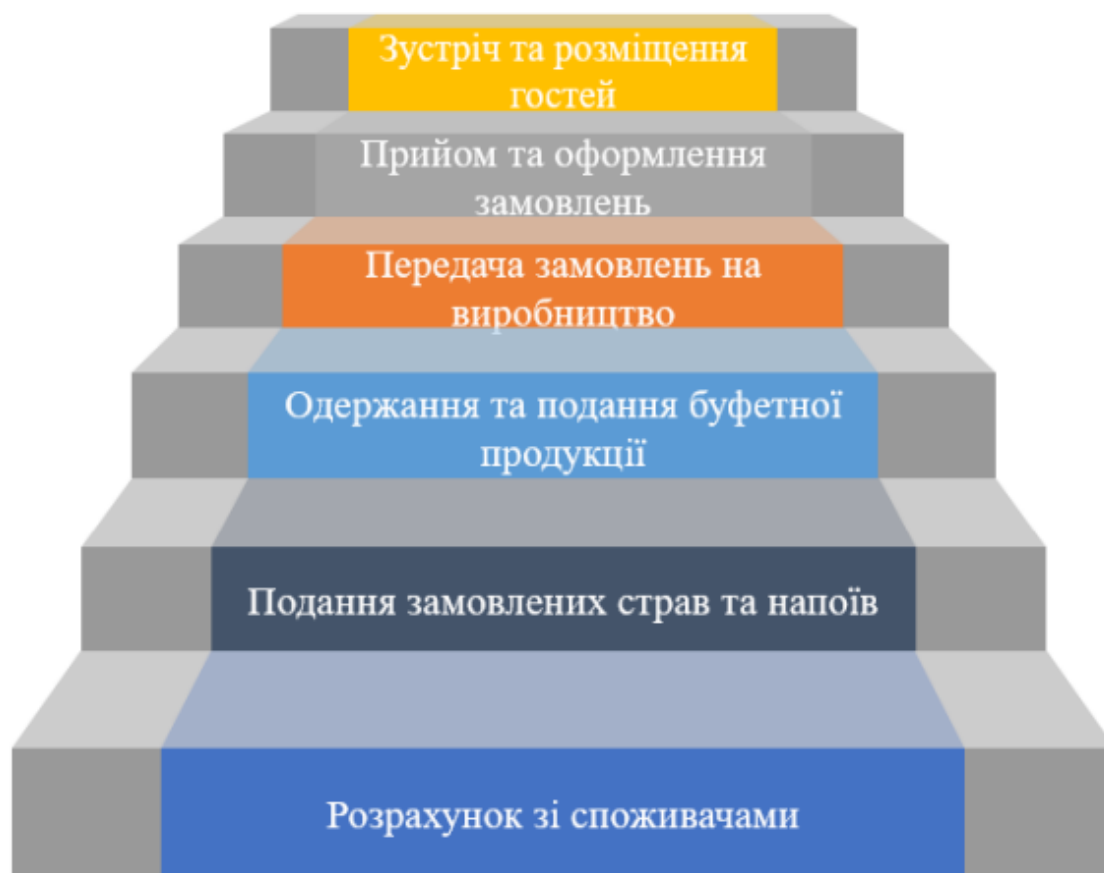 Зустріч та розміщення
гостей
Прийом та оформлення
замовлень
Передача замовлень на
виробництво
Одержання та подання буфетної
продукції
Подання замовлених страв та напоїв
Розрахунок зі споживачами